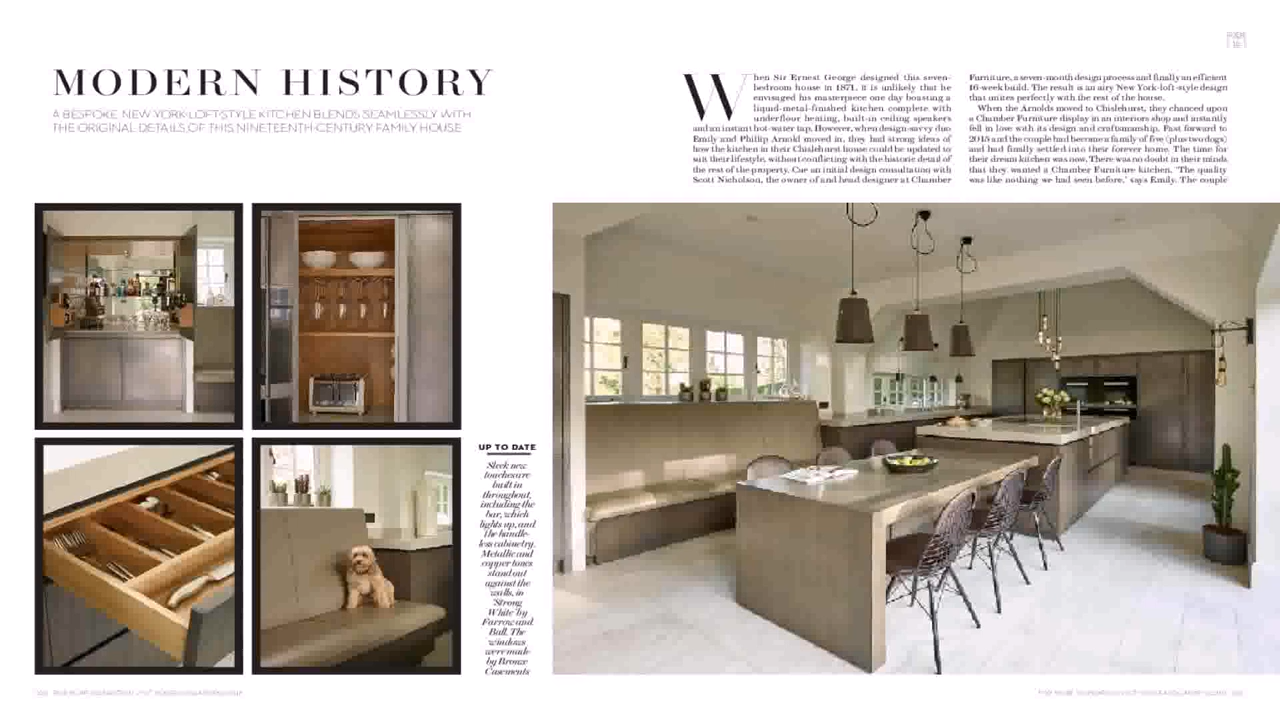 MODERN HISTORY
A BESPOKE NEW YORK-LOFT-STYLE KITCHEN BLENDS SEAMLESSLY WITH
THE ORIGINAL DETAILS OF THIS NINETEENTH-CENTURY FAMILY HOUSE
When Sir Ernest George designed this seven-
bedroom house in 1871, it is unlikely that he
envisaged his masterpiece one day boasting a
liquid-metal-finished kitchen complete with
underfloor heating, built-in ceiling speakers
and an instant hot-water tap. However, when design-savvy duo
Emily and Phillip Arnold moved in, they had strong ideas of
how the kitchen in their Chislehurst house could be updated to
suit their lifestyle, without conflicting with the historic detail of
the rest of the property. Cue an initial design consultation with
Scott Nicholson, the owner of and head designer at Chamber
Furniture, a seven-month design process and finally an efficient
16-week build. The result is an airy New York-loft-style design
that unites perfectly with the rest of the house.
When the Arnolds moved to Chislehurst, they chanced upon
a Chamber Furniture display in an interiors shop and instantly
fell in love with its design and craftsmanship. Fast forward to
2015 and the couple had become a family of five (plus two dogs)
and had finally settled into their forever home. The time for
their dream kitchen was now. There was no doubt in their minds
that they wanted a Chamber Furniture kitchen. 'The quality
was like nothing we had seen before,' says Emily. The couple
UP TO DATE
Sleek new
touches are
built in
throughout,
including the
bar, which
lights up, and
the handle-
less cabinetry.
Metallic and
copper tones
stand out
against the
walls, in
'Strong
White' by
Farrow and
Ball. The
windows
were made
by Bronze
Casements